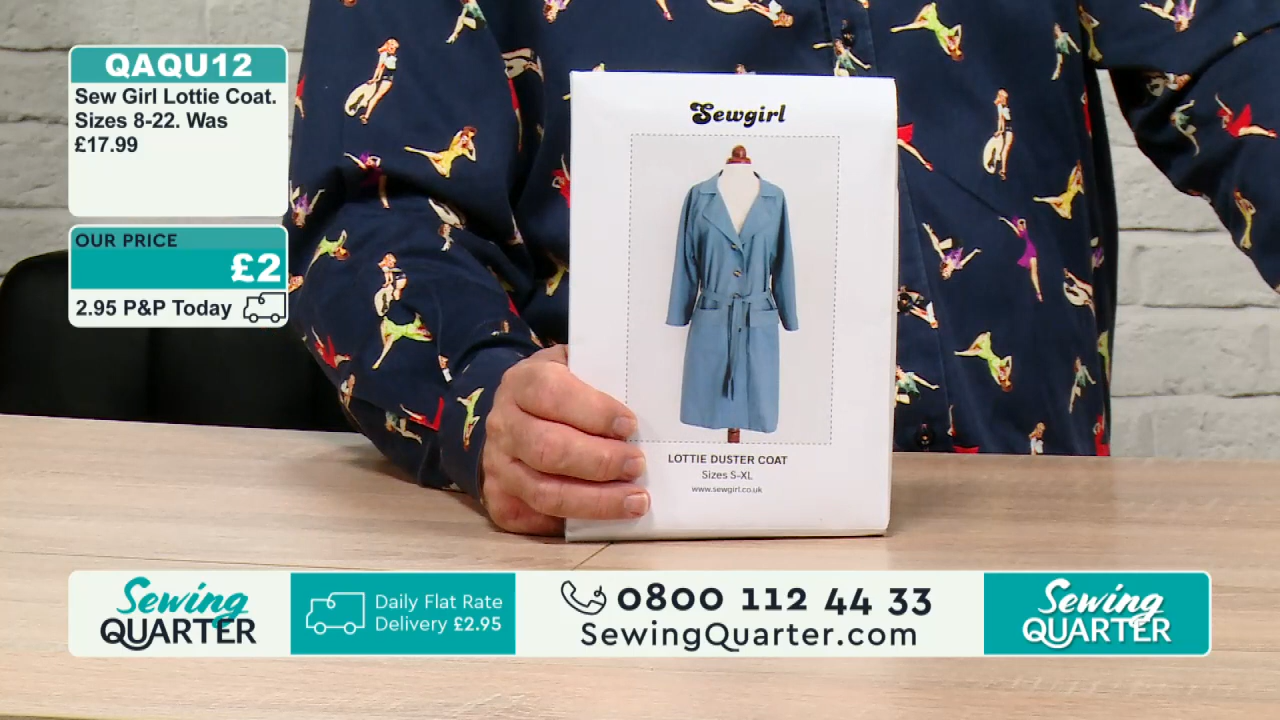 QAQU12
Sew Girl Lottie Coat.
Sizes 8-22. Was
£17.99
OUR PRICE
£2
2.95 P&P Today
Sewgirl
LOTTIE DUSTER COAT
Sizes S-XL
www.sewgirl.co.uk
Sewing
QUARTER
Daily Flat Rate
Delivery £2.95
0800 112 44 33
SewingQuarter.com
Sewing
QUARTER